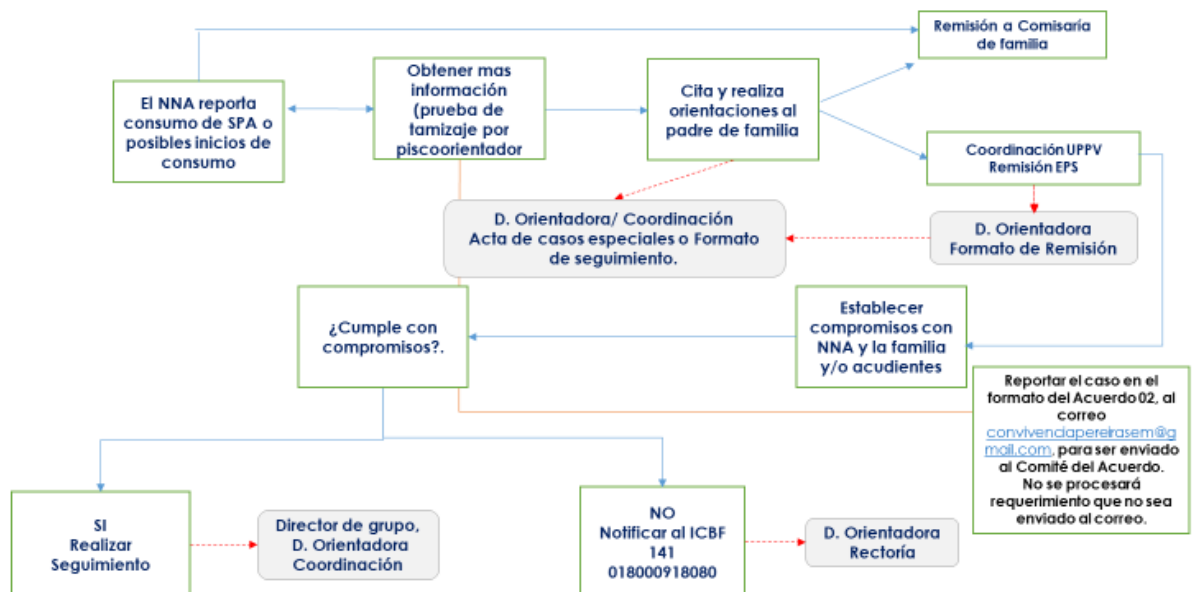 Remisión a Comisaría
de familia
El NNA reporta
consumo de SPA o
posibles inicios de
consumo
Obtener mas
información
(prueba de
tamizaje por
piscoorientador
Cita y realiza
orientaciones al
padre de familia
Coordinación UPPV
Remisión EPS
D. Orientadora/ Coordinación
Acta de casos especiales o Formato
de seguimiento.
D. Orientadora
Formato de Remisión
¿Cumple con
compromisos?.
Establecer
compromisos con
NNA y la familia
y/o acudientes
Reportar el caso en el
formato del Acuerdo 02, al
correo
convivenciapereirasem@g
mail.com, para ser enviado
al Comité del Acuerdo.
No se procesará
requerimiento que no sea
enviado al correo.
SI
Realizar
Seguimiento
Director de grupo,
D. Orientadora
Coordinación
NO
Notificar al ICBF
141
018000918080
D. Orientadora
Rectoría